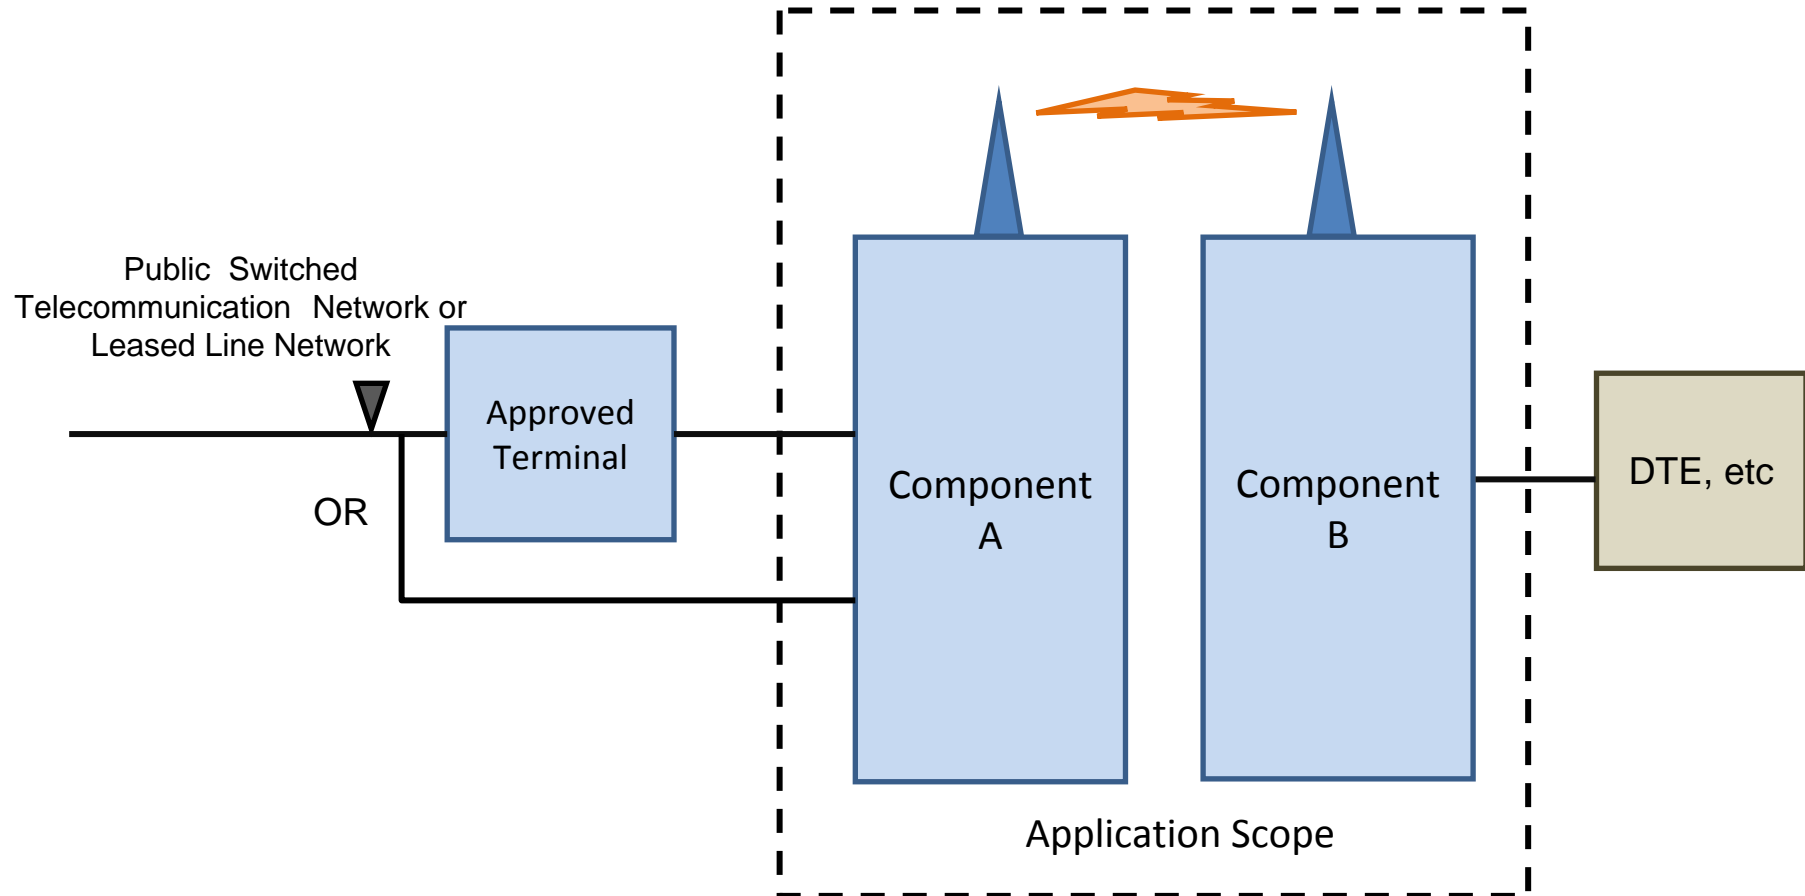 Public Switched
Telecommunication Network or
Leased Line Network
Approved
Terminal
OR
Component
A
Component
B
DTE, etc
Application Scope